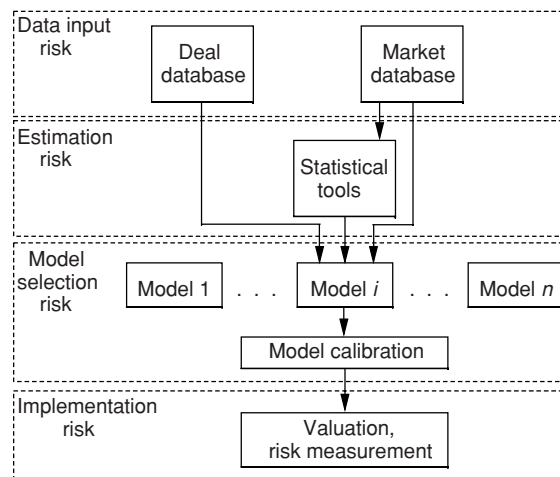 Data input
risk
Deal
database
Market
database
Estimation
risk
Statistical
tools
Model
selection
risk
Model 1
. . .
Model i
. . .
Model n
Model calibration
Implementation
risk
Valuation,
risk measurement